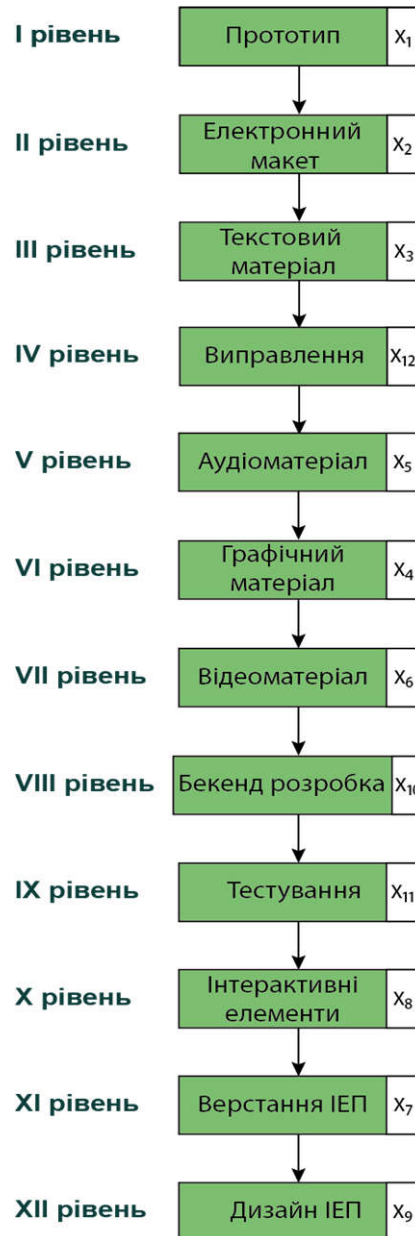 I рівень
Прототип
X₁
II рівень
Електронний
макет
X₂
III рівень
Текстовий
матеріал
X₃
IV рівень
Виправлення
X₁₂
V рівень
Аудіоматеріал
X₅
VI рівень
Графічний
матеріал
X₄
VII рівень
Відеоматеріал
X₆
VIII рівень
Бекенд розробка
X₁₀
IX рівень
Тестування
X₁₁
X рівень
Інтерактивні
елементи
X₈
XI рівень
Верстання ІЕП
X₇
XII рівень
Дизайн ІЕП
X₉